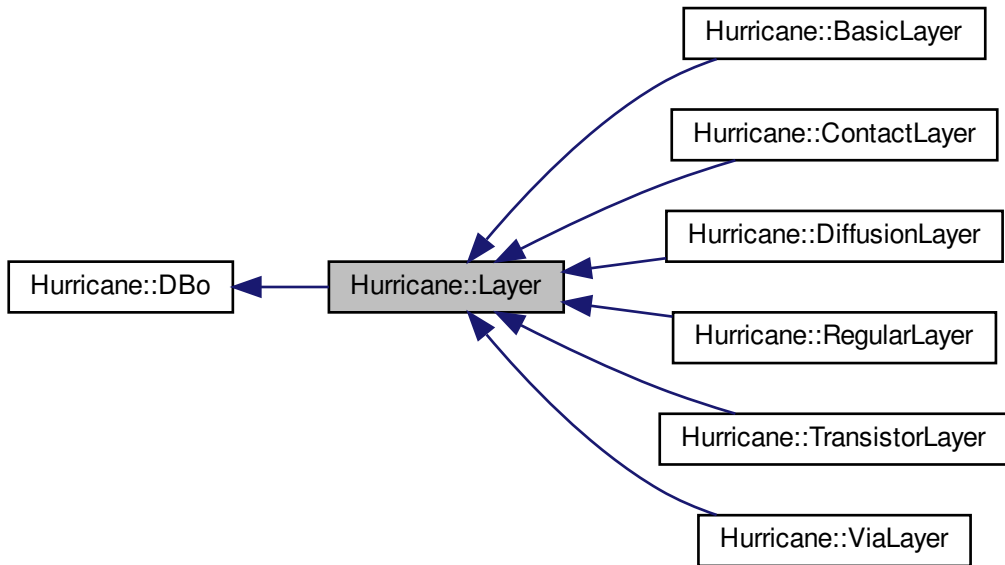 Hurricane::DBo
Hurricane::Layer
Hurricane::BasicLayer
Hurricane::ContactLayer
Hurricane::DiffusionLayer
Hurricane::RegularLayer
Hurricane::TransistorLayer
Hurricane::ViaLayer